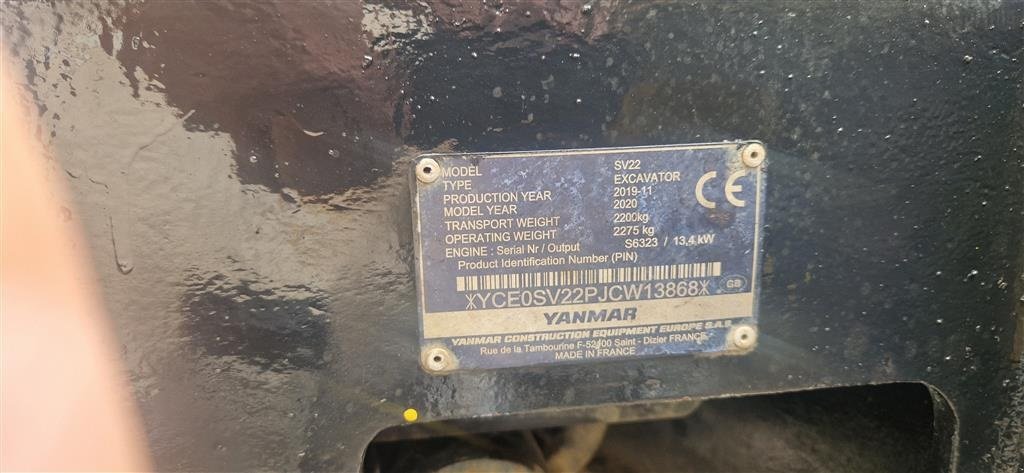 MODEL SV22
TYPE EXCAVATOR
PRODUCTION YEAR 2019-11
MODEL YEAR 2020
TRANSPORT WEIGHT 2200kg
OPERATING WEIGHT 2275 kg
ENGINE : Serial Nr / Output S6323 / 13,4 kW
Product Identification Number (PIN)
CE
*YCE0SV22PJCW13868*
GB
YANMAR
YANMAR CONSTRUCTION EQUIPMENT EUROPE S.A.S
Rue de la Tambourine F-52100 Saint - Dizier FRANCE
MADE IN FRANCE